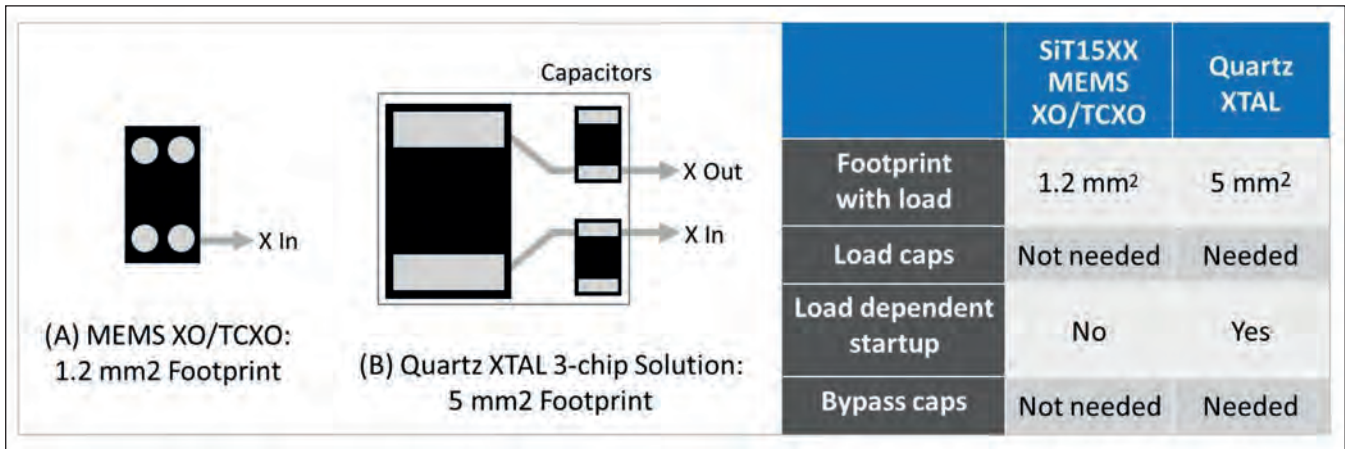 Capacitors
X Out
X In
X In
(A) MEMS XO/TCXO:
1.2 mm2 Footprint
(B) Quartz XTAL 3-chip Solution:
5 mm2 Footprint
SiT15XX
MEMS
XO/TCXO
Quartz
XTAL
Footprint
with load
1.2 mm²
5 mm²
Load caps
Not needed
Needed
Load dependent
startup
No
Yes
Bypass caps
Not needed
Needed